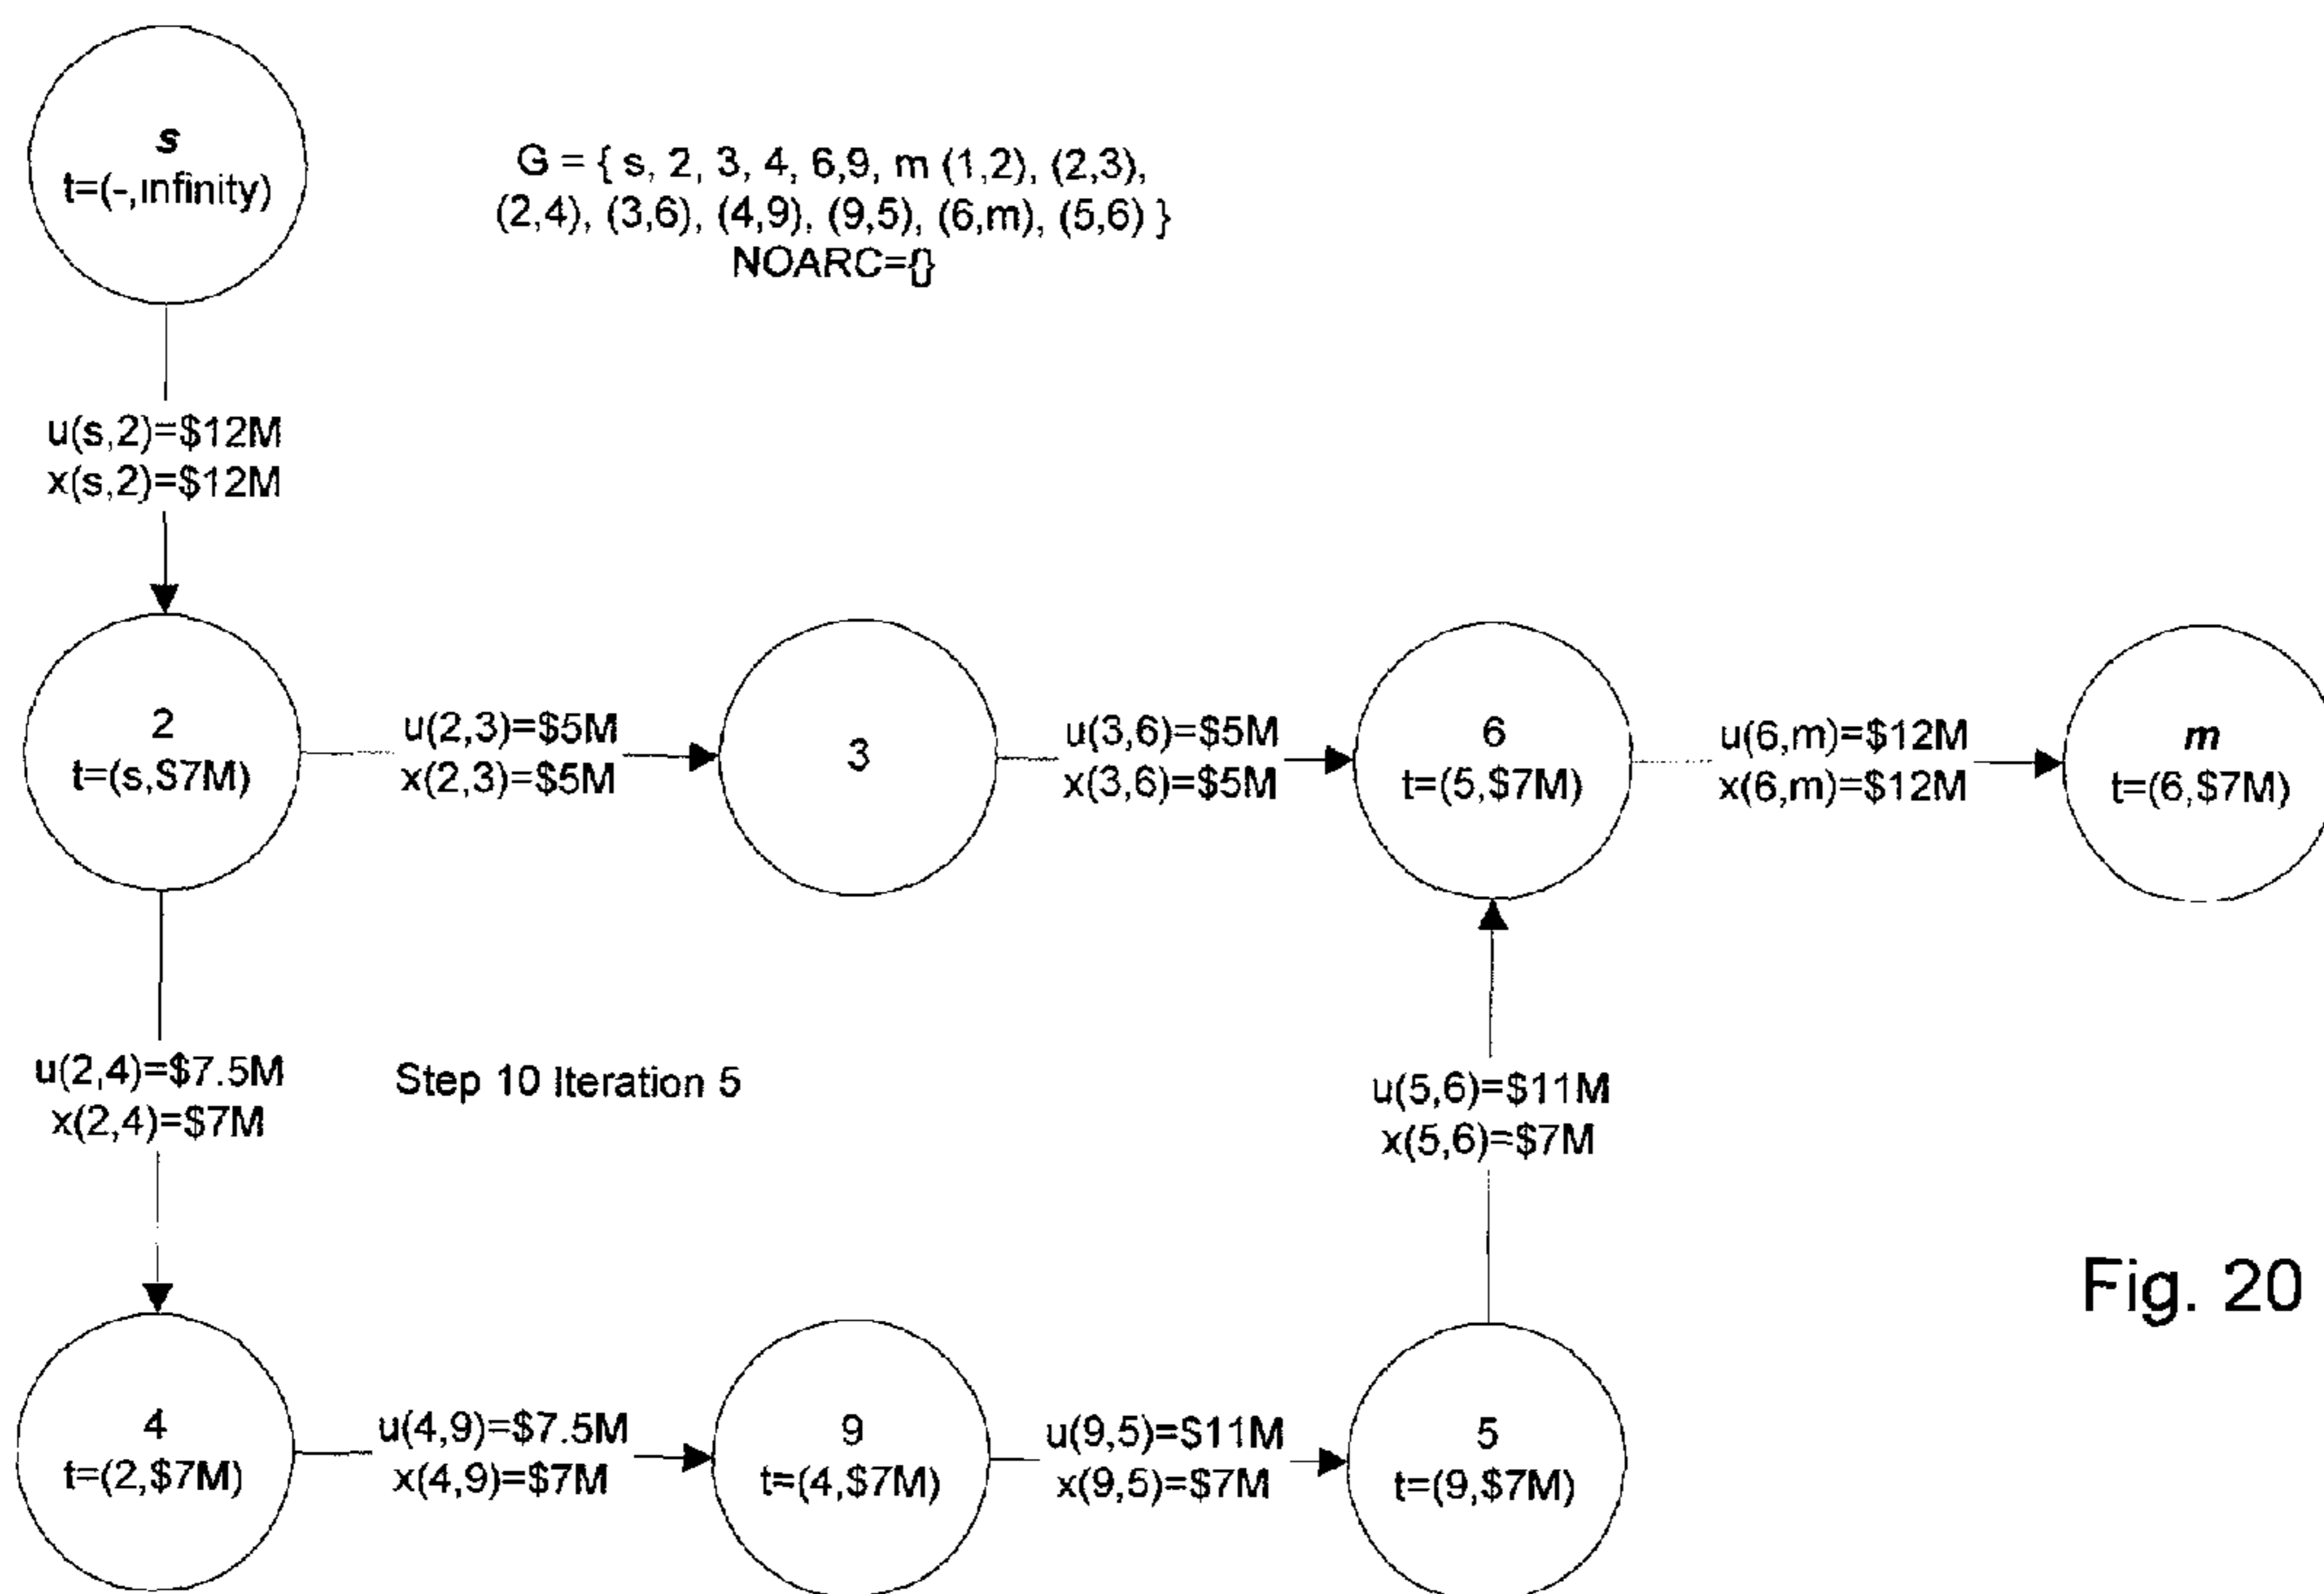 s
t=(-,infinity)
G = { s, 2, 3, 4, 6,9, m (1,2), (2,3),
(2,4), (3,6), (4,9), (9,5), (6,m), (5,6) }
NOARC={}
u(s,2)=$12M
x(s,2)=$12M
2
t=(s,$7M)
u(2,3)=$5M
x(2,3)=$5M
3
u(3,6)=$5M
x(3,6)=$5M
6
t=(5,$7M)
u(6,m)=$12M
x(6,m)=$12M
m
t=(6,$7M)
u(2,4)=$7.5M
x(2,4)=$7M
Step 10 Iteration 5
u(5,6)=$11M
x(5,6)=$7M
Fig. 20
4
t=(2,$7M)
u(4,9)=$7.5M
x(4,9)=$7M
9
t=(4,$7M)
u(9,5)=$11M
x(9,5)=$7M
5
t=(9,$7M)